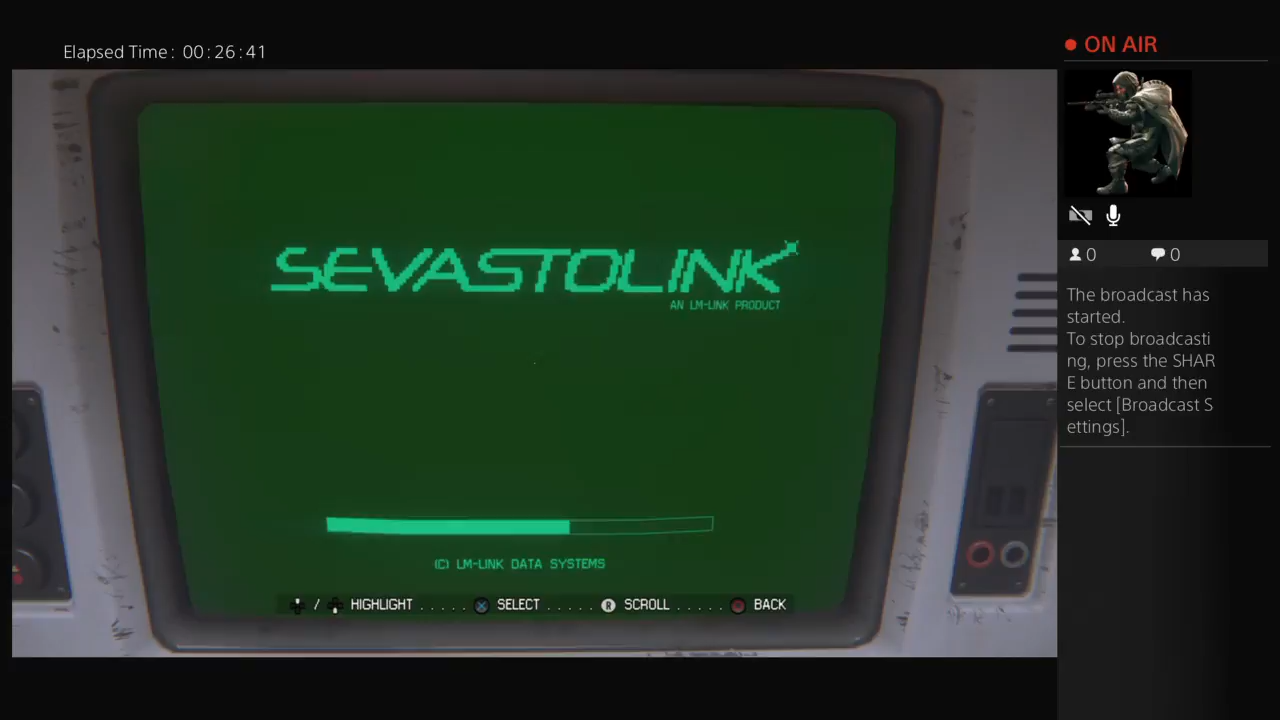 Elapsed Time: 00:26:41
ON AIR
SEVASTOLINK
AN LM-LINK PRODUCT
0 0
The broadcast has
started.
To stop broadcasti
ng, press the SHAR
E button and then
select [Broadcast S
ettings].
(C) LM-LINK DATA SYSTEMS
/ HIGHLIGHT ..... SELECT ..... R SCROLL ..... BACK